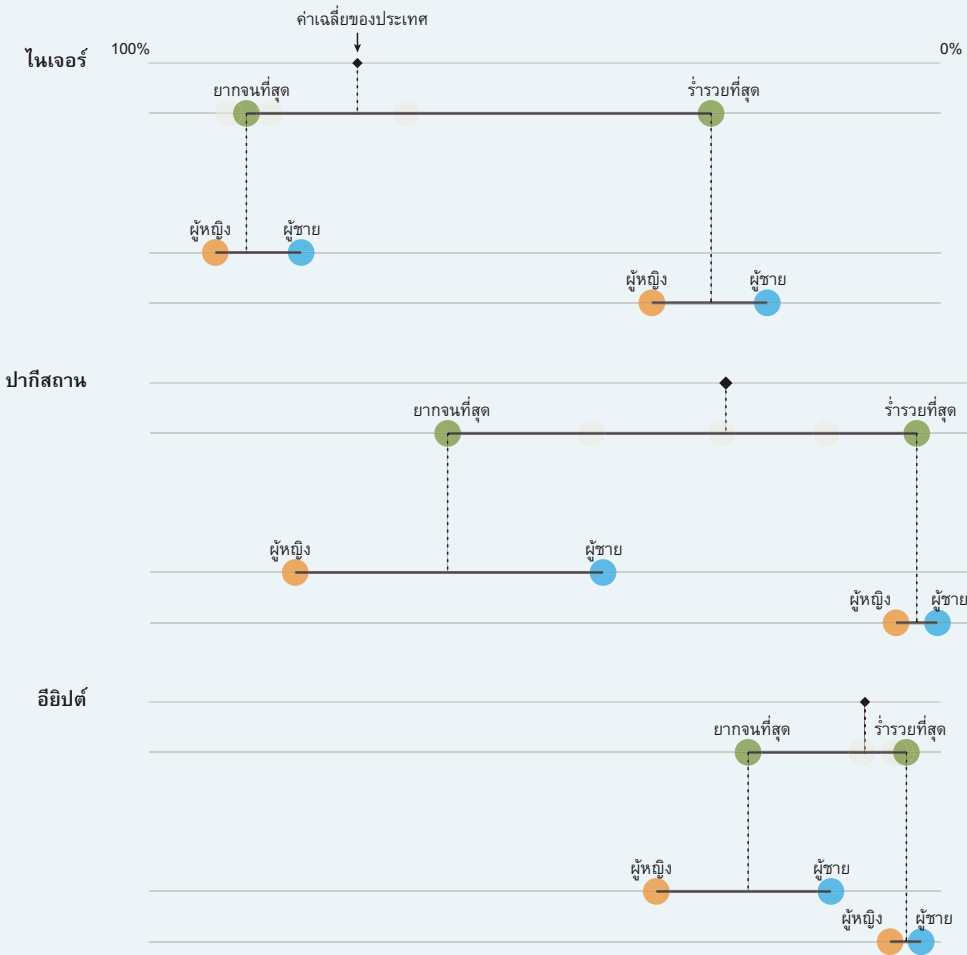 ค่าเฉลี่ยของประเทศ
ไนเจอร์ 100% 0%
ยากจนที่สุด ร่ำรวยที่สุด
ผู้หญิง ผู้ชาย
ผู้หญิง ผู้ชาย
ปากีสถาน
ยากจนที่สุด ร่ำรวยที่สุด
ผู้หญิง ผู้ชาย
ผู้หญิง ผู้ชาย
อียิปต์
ยากจนที่สุด ร่ำรวยที่สุด
ผู้หญิง ผู้ชาย
ผู้หญิง ผู้ชาย